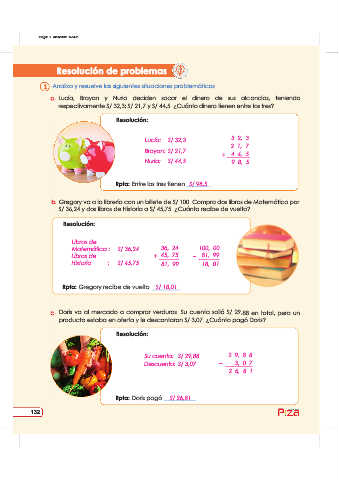 Resolución de problemas
1 Analiza y resuelve las siguientes situaciones problemáticas
a. Lucía, Brayan y Nuria deciden sacar el dinero de sus alcancías, teniendo
respectivamente S/ 32,3; S/ 21,7 y S/ 44,5 ¿Cuánto dinero tienen entre los tres?
Resolución:
Lucía: S/ 32,3
Brayan: S/ 21,7
Nuria: S/ 44,5
3 2, 3
2 1, 7
+ 4 4, 5
9 8, 5
Rpta: Entre los tres tienen S/ 98,5
b. Gregory va a la librería con un billete de S/ 100. Compra dos libros de Matemática por
S/ 36,24 y dos libros de Historia a S/ 45,75 ¿Cuánto recibe de vuelto?
Resolución:
Libros de
Matemática : S/ 36,24
Libros de
Historia : S/ 45,75
36, 24
+ 45, 75
81, 99
100, 00
- 81, 99
18, 01
Rpta: Gregory recibe de vuelto S/ 18,01
c. Doris va al mercado a comprar verduras. Su cuenta salió S/ 29,88 en total, pero un
producto estaba en oferta y le descontaron S/ 3,07. ¿Cuánto pagó Doris?
Resolución:
Su cuenta: S/ 29,88
Descuento: S/ 3,07
2 9, 8 8
- 3, 0 7
2 6, 8 1
Rpta: Doris pagó S/ 26,81
132